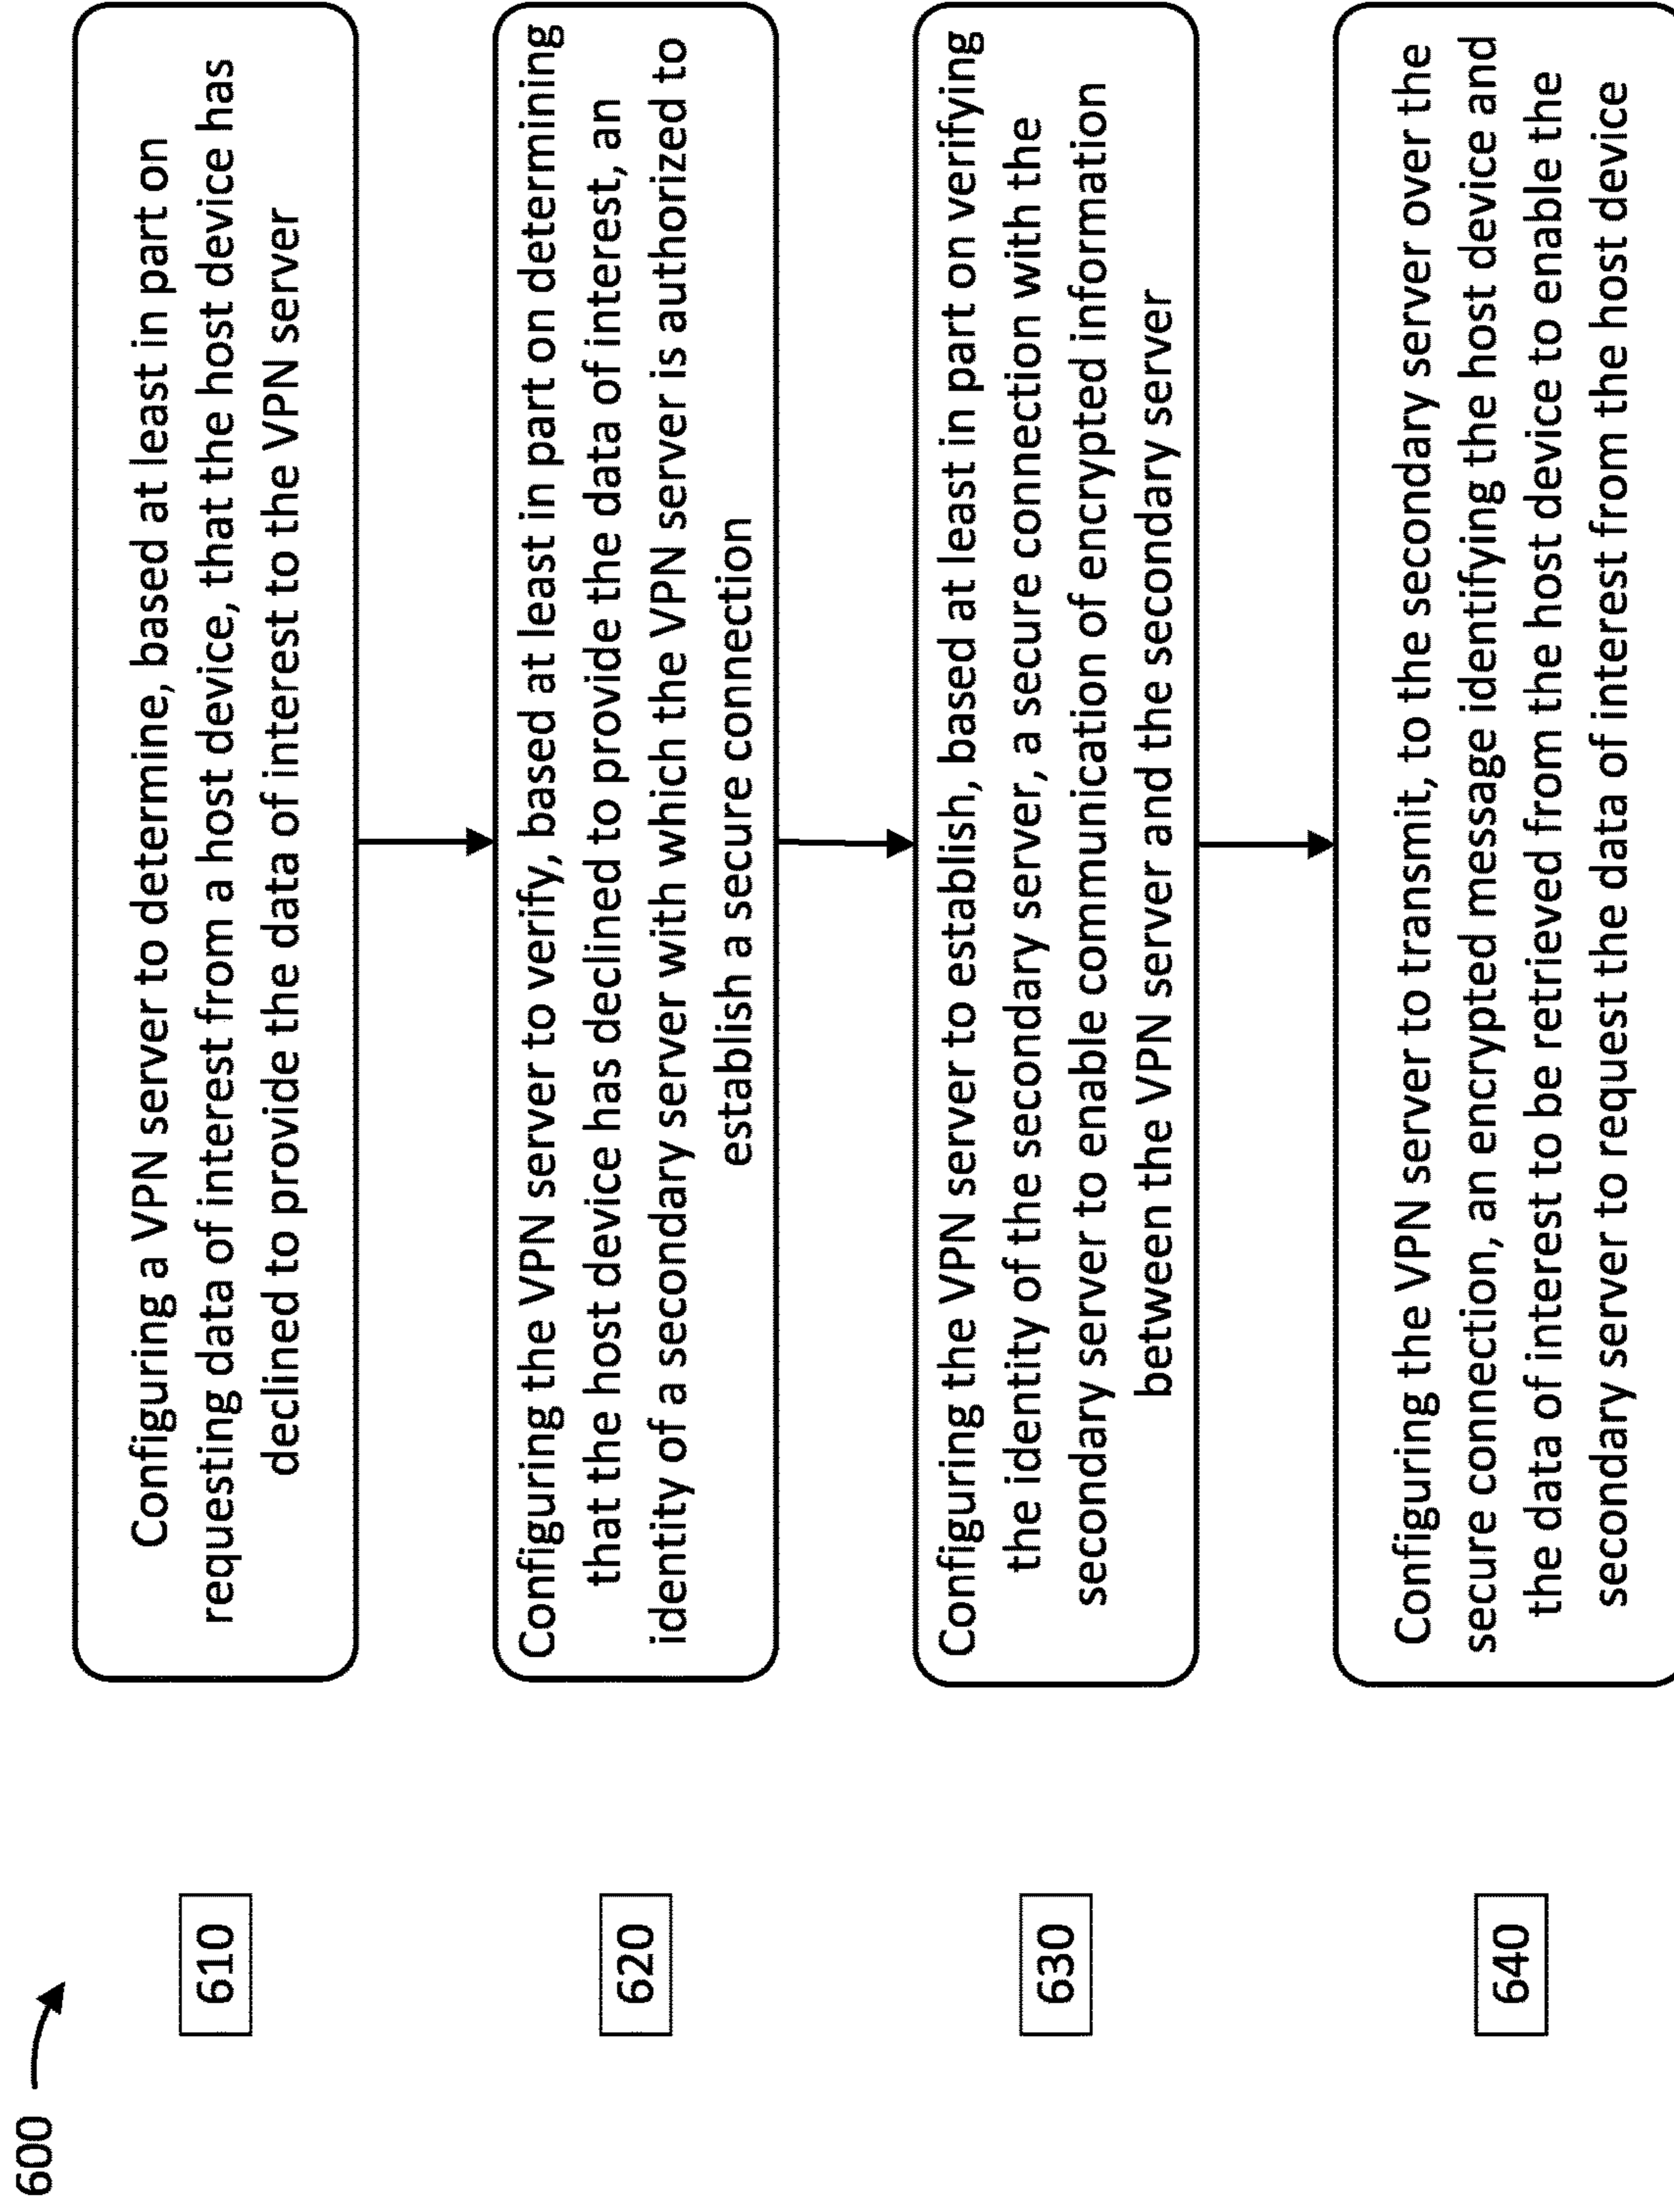 600
610
Configuring a VPN server to determine, based at least in part on
requesting data of interest from a host device, that the host device has
declined to provide the data of interest to the VPN server
620
Configuring the VPN server to verify, based at least in part on determining
that the host device has declined to provide the data of interest, an
identity of a secondary server with which the VPN server is authorized to
establish a secure connection
630
Configuring the VPN server to establish, based at least in part on verifying
the identity of the secondary server, a secure connection with the
secondary server to enable communication of encrypted information
between the VPN server and the secondary server
640
Configuring the VPN server to transmit, to the secondary server over the
secure connection, an encrypted message identifying the host device and
the data of interest to be retrieved from the host device to enable the
secondary server to request the data of interest from the host device